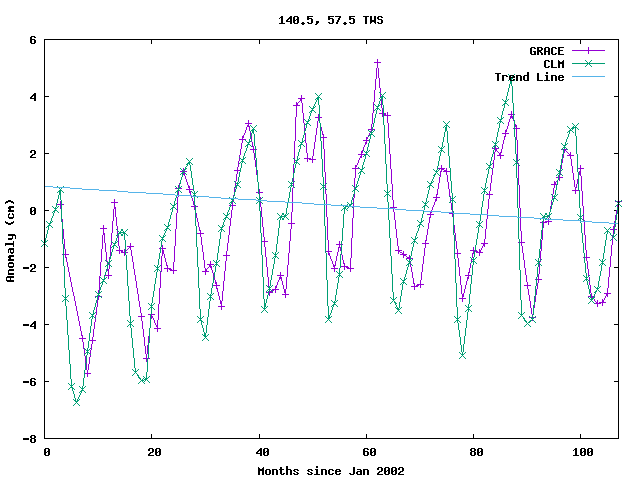 140.5, 57.5 TWS
GRACE
CLM
Trend Line
6
4
2
0
-2
-4
-6
-8
Anomaly (cm)
0 20 40 60 80 100
Months since Jan 2002